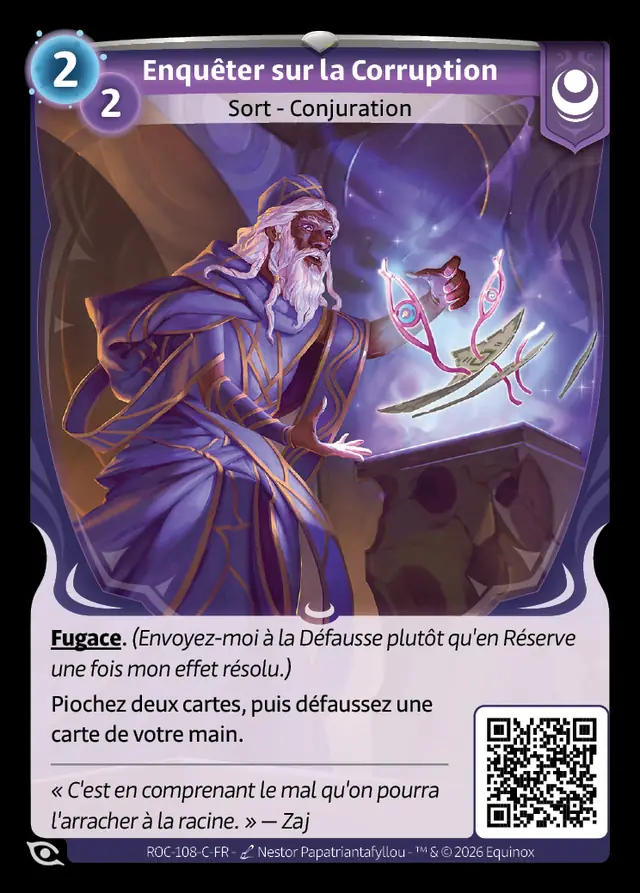 2
2
Enquêter sur la Corruption
Sort - Conjuration
Fugace. (Envoyez-moi à la Défausse plutôt qu'en Réserve
une fois mon effet résolu.)
Piochez deux cartes, puis défaussez une
carte de votre main.
« C'est en comprenant le mal qu'on pourra
l'arracher à la racine. » — Zaj
ROC-108-C-FR - Nestor Papatriantafyllou - ™ & © 2026 Equinox